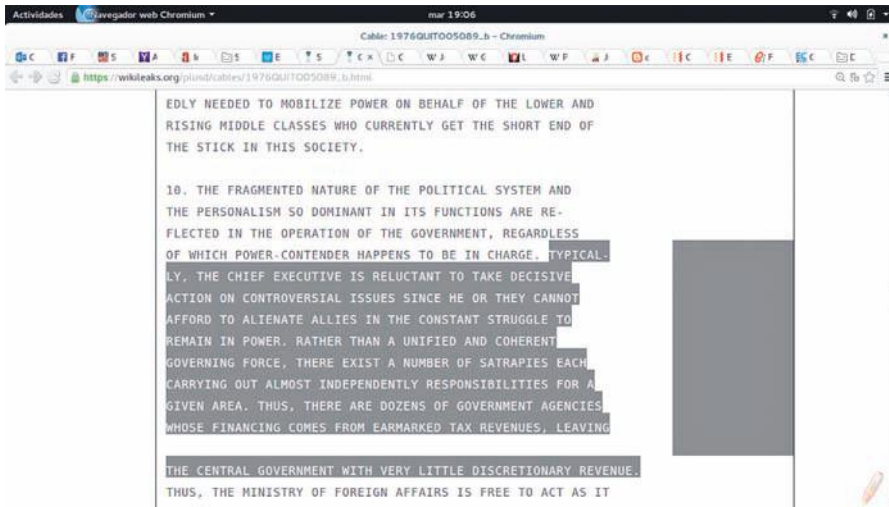 Actividades Navegador web Chromium mar 19:06
Cable: 1976QUITO05089_b - Chromium
https://wikileaks.org/plusd/cables/1976QUITO05089_b.html
EDLY NEEDED TO MOBILIZE POWER ON BEHALF OF THE LOWER AND
RISING MIDDLE CLASSES WHO CURRENTLY GET THE SHORT END OF
THE STICK IN THIS SOCIETY.
10. THE FRAGMENTED NATURE OF THE POLITICAL SYSTEM AND
THE PERSONALISM SO DOMINANT IN ITS FUNCTIONS ARE RE-
FLECTED IN THE OPERATION OF THE GOVERNMENT, REGARDLESS
OF WHICH POWER-CONTENDER HAPPENS TO BE IN CHARGE. TYPICAL-
LY, THE CHIEF EXECUTIVE IS RELUCTANT TO TAKE DECISIVE
ACTION ON CONTROVERSIAL ISSUES SINCE HE OR THEY CANNOT
AFFORD TO ALIENATE ALLIES IN THE CONSTANT STRUGGLE TO
REMAIN IN POWER. RATHER THAN A UNIFIED AND COHERENT
GOVERNING FORCE, THERE EXIST A NUMBER OF SATRAPIES EACH
CARRYING OUT ALMOST INDEPENDENTLY RESPONSIBILITIES FOR A
GIVEN AREA. THUS, THERE ARE DOZENS OF GOVERNMENT AGENCIES
WHOSE FINANCING COMES FROM EARMARKED TAX REVENUES, LEAVING
THE CENTRAL GOVERNMENT WITH VERY LITTLE DISCRETIONARY REVENUE.
THUS, THE MINISTRY OF FOREIGN AFFAIRS IS FREE TO ACT AS IT